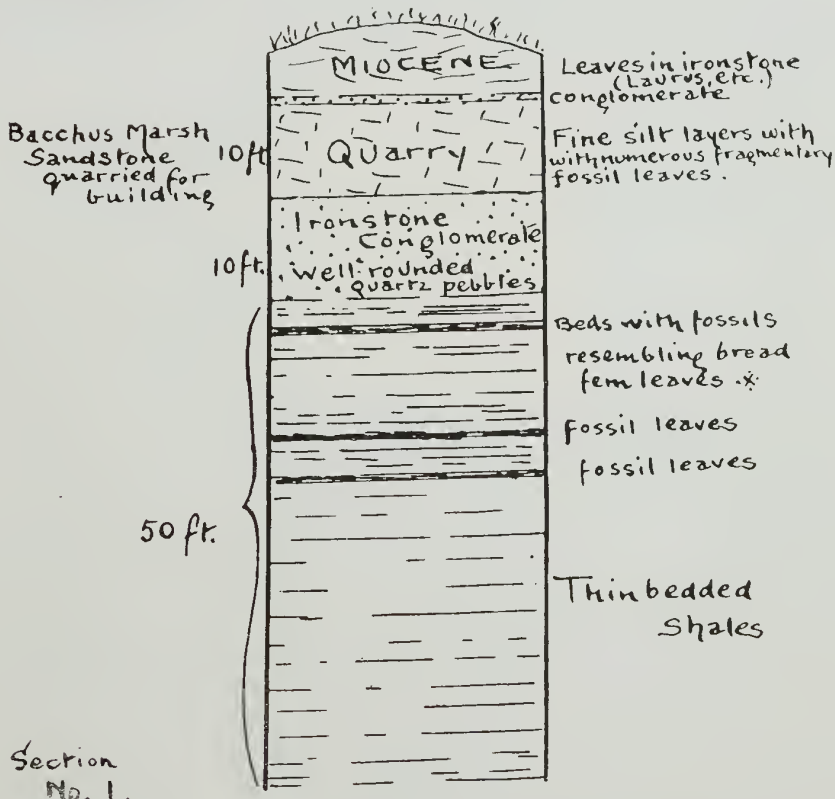 MIOCENE
Leaves in ironstone
(Laurus, etc.)
conglomerate
Bacchus Marsh
Sandstone
quarried for
building
10ft
Quarry
Fine silt layers with
with numerous fragmentary
fossil leaves.
Ironstone
Conglomerate
10ft.
Well rounded
quartz pebbles
Beds with fossils
resembling bread
fem leaves .x.
fossil leaves
fossil leaves
50 ft.
Thin bedded
Shales
Section
No. 1.